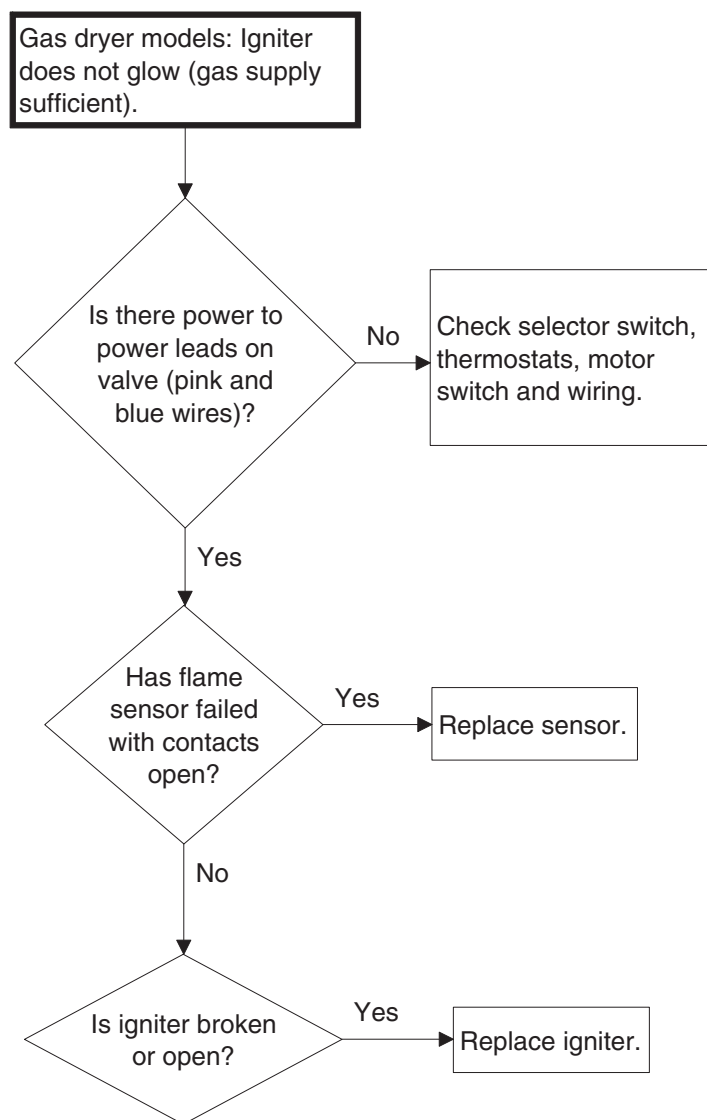 Gas dryer models: Igniter
does not glow (gas supply
sufficient).
Is there power to
power leads on
valve (pink and
blue wires)?
No
Check selector switch,
thermostats, motor
switch and wiring.
Yes
Has flame
sensor failed
with contacts
open?
Yes
Replace sensor.
No
Is igniter broken
or open?
Yes
Replace igniter.